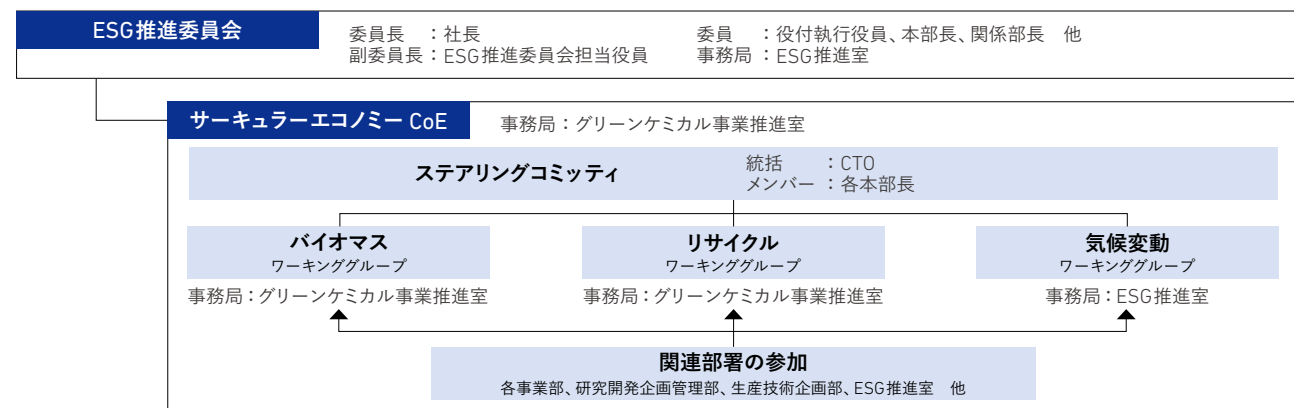 ESG推進委員会
委員長　：社長
副委員長：ESG推進委員会担当役員
委員　：役付執行役員、本部長、関係部長　他
事務局：ESG推進室
サーキュラーエコノミー CoE
事務局：グリーンケミカル事業推進室
ステアリングコミッティ
統括　　：CTO
メンバー：各本部長
バイオマス
ワーキンググループ
事務局：グリーンケミカル事業推進室
リサイクル
ワーキンググループ
事務局：グリーンケミカル事業推進室
気候変動
ワーキンググループ
事務局：ESG推進室
関連部署の参加
各事業部、研究開発企画管理部、生産技術企画部、ESG推進室　他